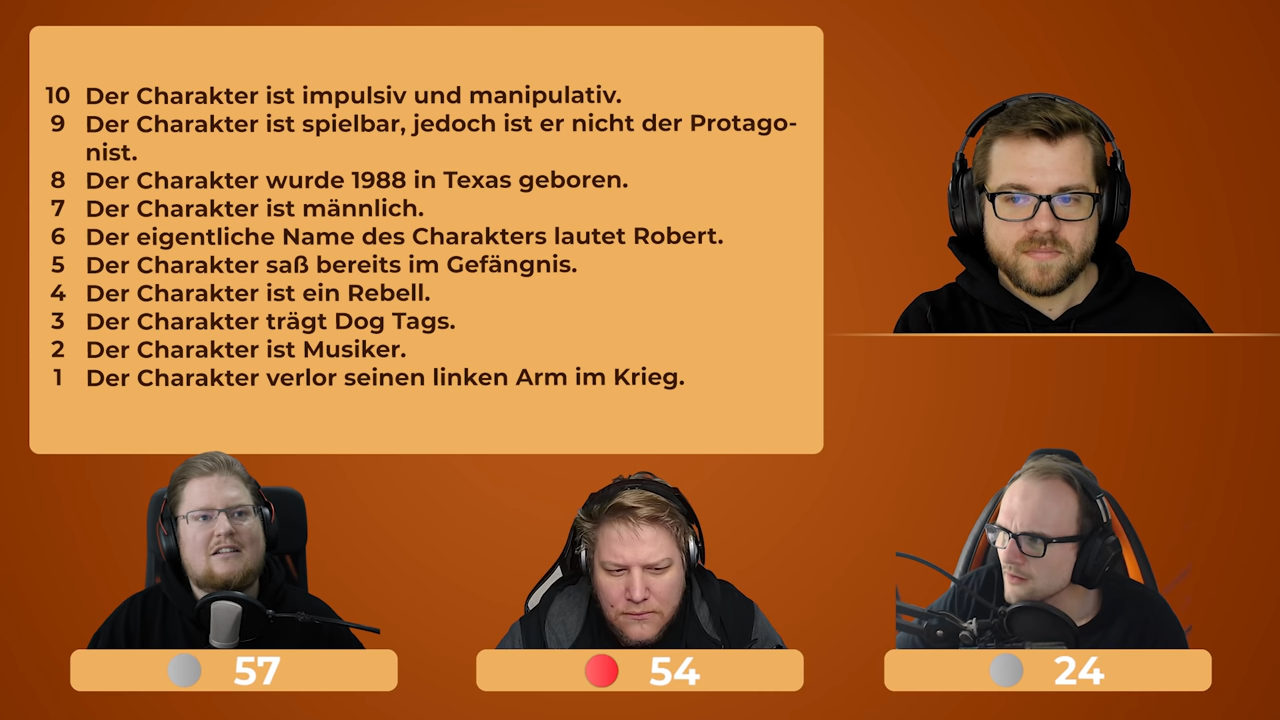 10 Der Charakter ist impulsiv und manipulativ.
9 Der Charakter ist spielbar, jedoch ist er nicht der Protago-
nist.
8 Der Charakter wurde 1988 in Texas geboren.
7 Der Charakter ist männlich.
6 Der eigentliche Name des Charakters lautet Robert.
5 Der Charakter saß bereits im Gefängnis.
4 Der Charakter ist ein Rebell.
3 Der Charakter trägt Dog Tags.
2 Der Charakter ist Musiker.
1 Der Charakter verlor seinen linken Arm im Krieg.
57 54 24